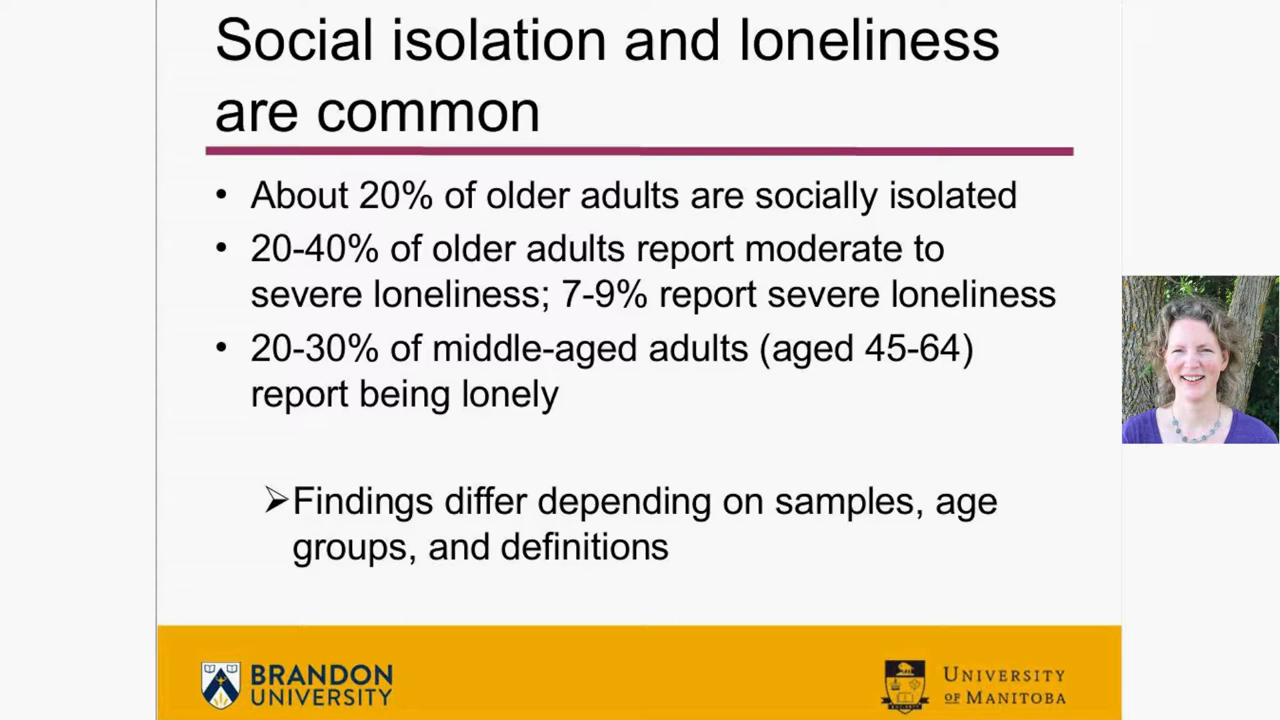 Social isolation and loneliness
are common
• About 20% of older adults are socially isolated
• 20-40% of older adults report moderate to
severe loneliness; 7-9% report severe loneliness
• 20-30% of middle-aged adults (aged 45-64)
report being lonely
➢Findings differ depending on samples, age
groups, and definitions
BRANDON
UNIVERSITY
UNIVERSITY
OF MANITOBA